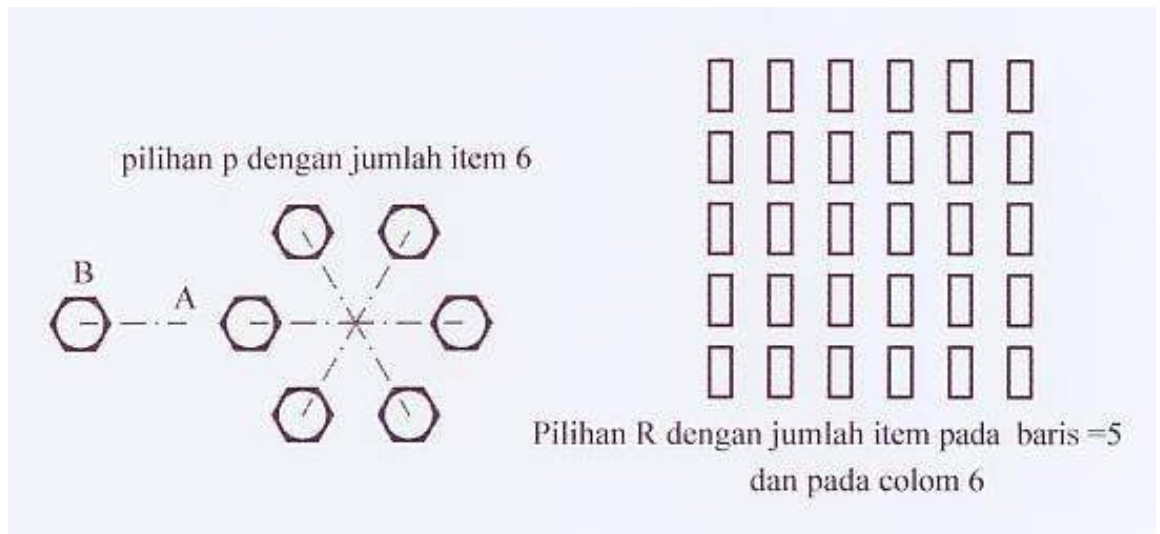 pilihan p dengan jumlah item 6
B
A
Pilihan R dengan jumlah item pada baris =5
dan pada colom 6